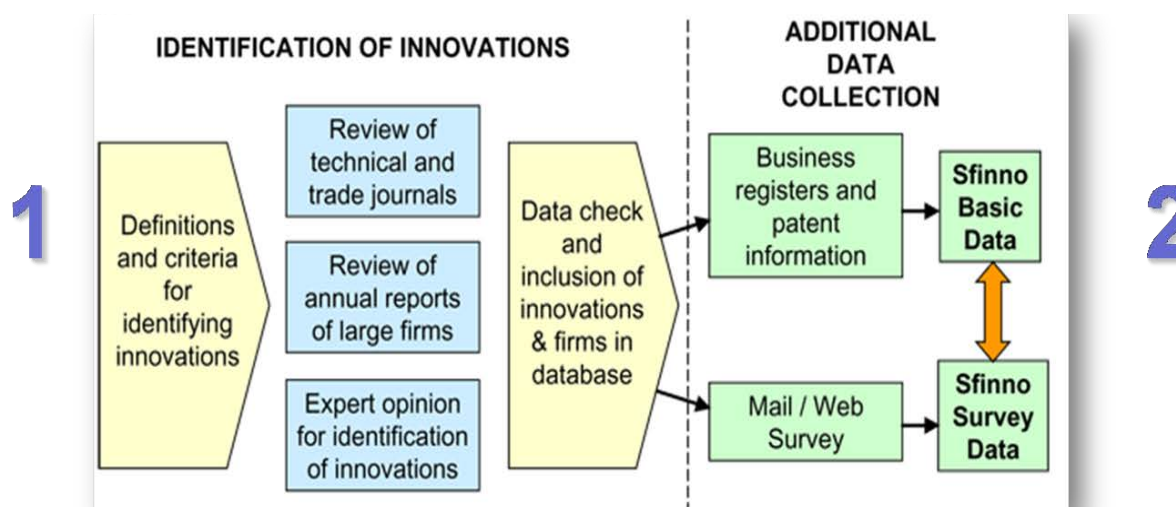 IDENTIFICATION OF INNOVATIONS
ADDITIONAL
DATA
COLLECTION
1
Definitions
and criteria
for
identifying
innovations
Review of
technical and
trade journals
Review of
annual reports
of large firms
Expert opinion
for identification
of innovations
Data check
and
inclusion of
innovations
& firms in
database
Business
registers and
patent
information
Sfinno
Basic
Data
Mail / Web
Survey
Sfinno
Survey
Data
2